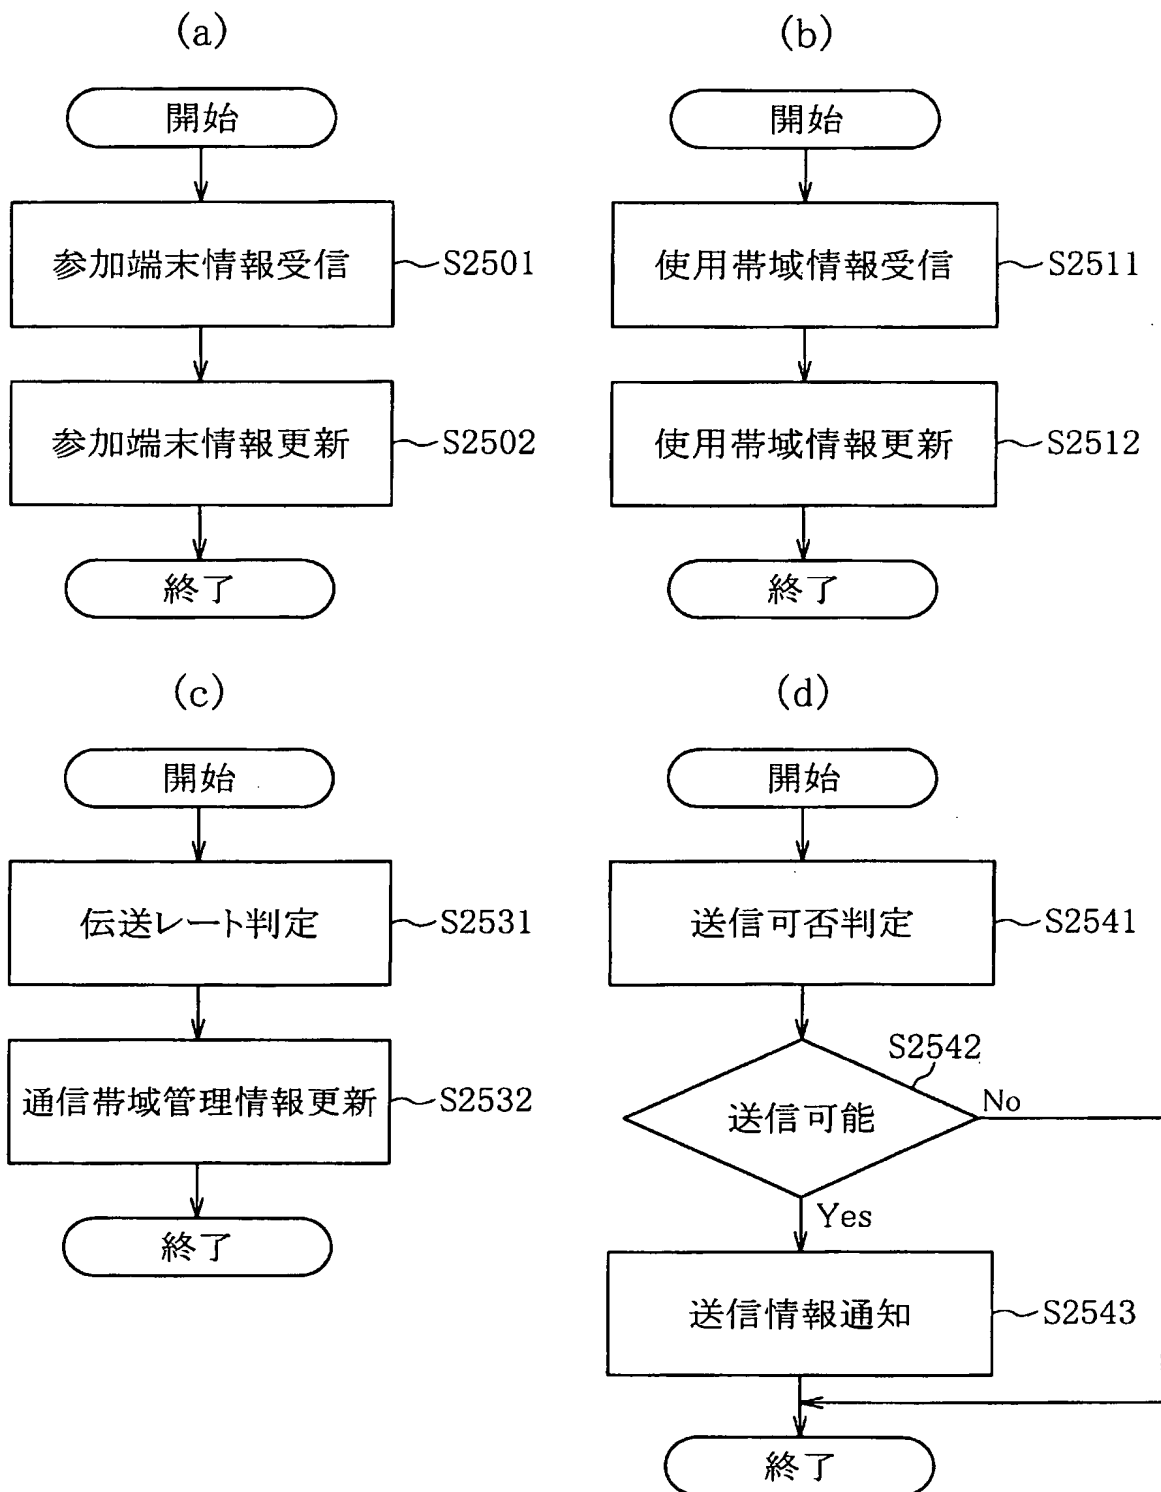 (a)
開始
参加端末情報受信
S2501
参加端末情報更新
S2502
終了
(b)
開始
使用帯域情報受信
S2511
使用帯域情報更新
S2512
終了
(c)
開始
伝送レート判定
S2531
通信帯域管理情報更新
S2532
終了
(d)
開始
送信可否判定
S2541
S2542
送信可能
No
Yes
送信情報通知
S2543
終了